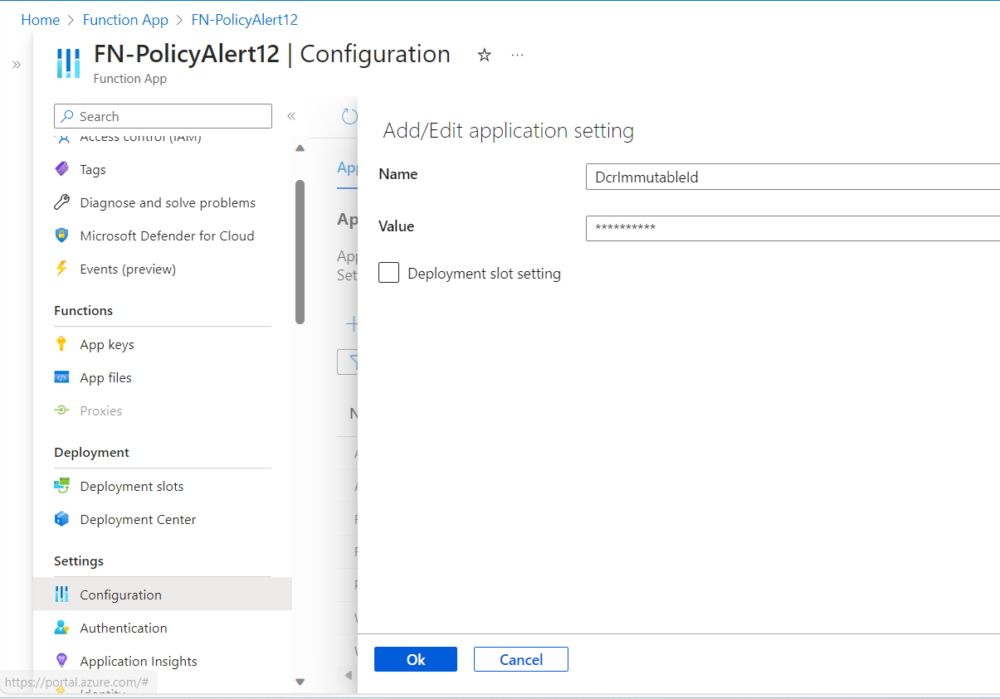 Home > Function App > FN-PolicyAlert12
FN-PolicyAlert12 | Configuration
Function App
Search
Access control (IAM)
Tags
Diagnose and solve problems
Microsoft Defender for Cloud
Events (preview)
Functions
App keys
App files
Proxies
Deployment
Deployment slots
Deployment Center
Settings
Configuration
Authentication
Application Insights
Identity
https://portal.azure.com/#
App
Ap
App
Set
Add/Edit application setting
Name
DcrImmutableId
Value
**********
Deployment slot setting
Ok
Cancel